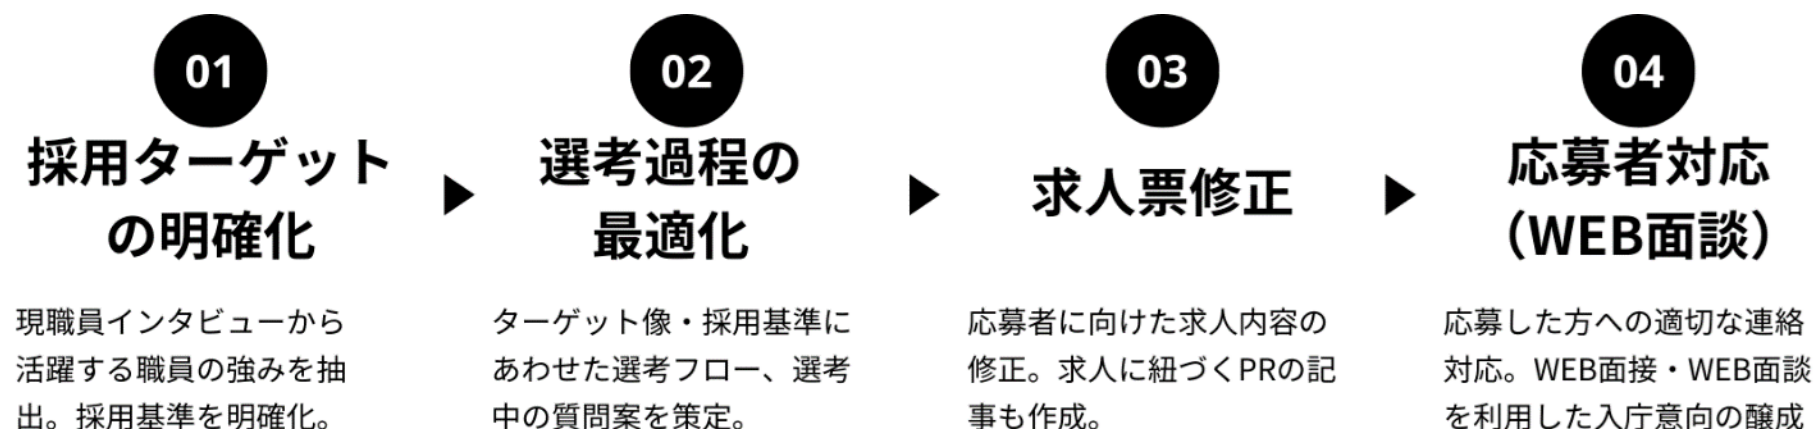 01
採用ターゲット
の明確化
現職員インタビューから
活躍する職員の強みを抽
出。採用基準を明確化。
02
選考過程の
最適化
ターゲット像・採用基準に
あわせた選考フロー、選考
中の質問案を策定。
03
求人票修正
応募者に向けた求人内容の
修正。求人に紐づくPRの記
事も作成。
04
応募者対応
（WEB面談）
応募した方への適切な連絡
対応。WEB面接・WEB面談
を利用した入庁意向の醸成